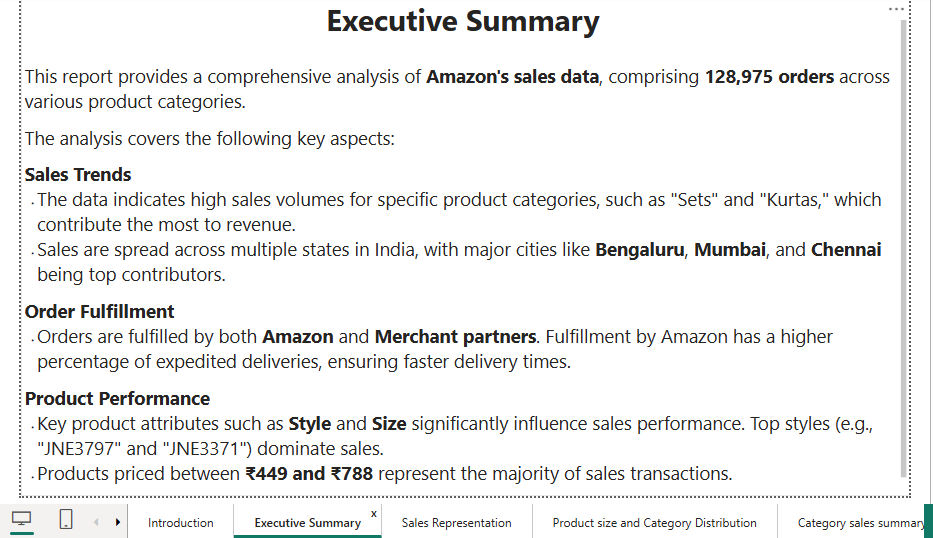 Executive Summary
This report provides a comprehensive analysis of Amazon's sales data, comprising 128,975 orders across
various product categories.
The analysis covers the following key aspects:
Sales Trends
· The data indicates high sales volumes for specific product categories, such as "Sets" and "Kurtas," which
contribute the most to revenue.
· Sales are spread across multiple states in India, with major cities like Bengaluru, Mumbai, and Chennai
being top contributors.
Order Fulfillment
· Orders are fulfilled by both Amazon and Merchant partners. Fulfillment by Amazon has a higher
percentage of expedited deliveries, ensuring faster delivery times.
Product Performance
· Key product attributes such as Style and Size significantly influence sales performance. Top styles (e.g.,
"JNE3797" and "JNE3371") dominate sales.
· Products priced between ₹449 and ₹788 represent the majority of sales transactions.
Introduction Executive Summary x Sales Representation Product size and Category Distribution Category sales summary